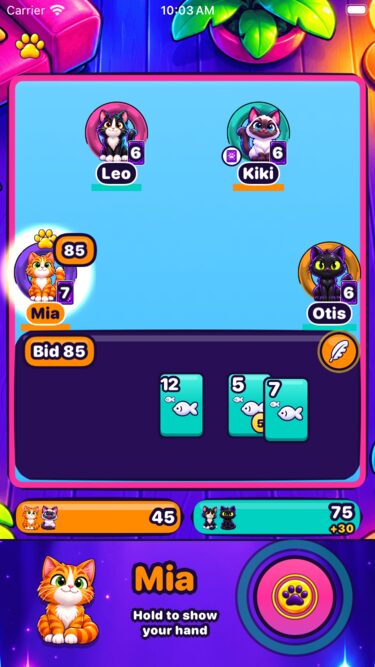 Carrier 10:03 AM
6
Leo
6
Kiki
85
7
Mia
6
Otis
Bid 85
12
5
5
7
45
75
+30
Mia
Hold to show
your hand